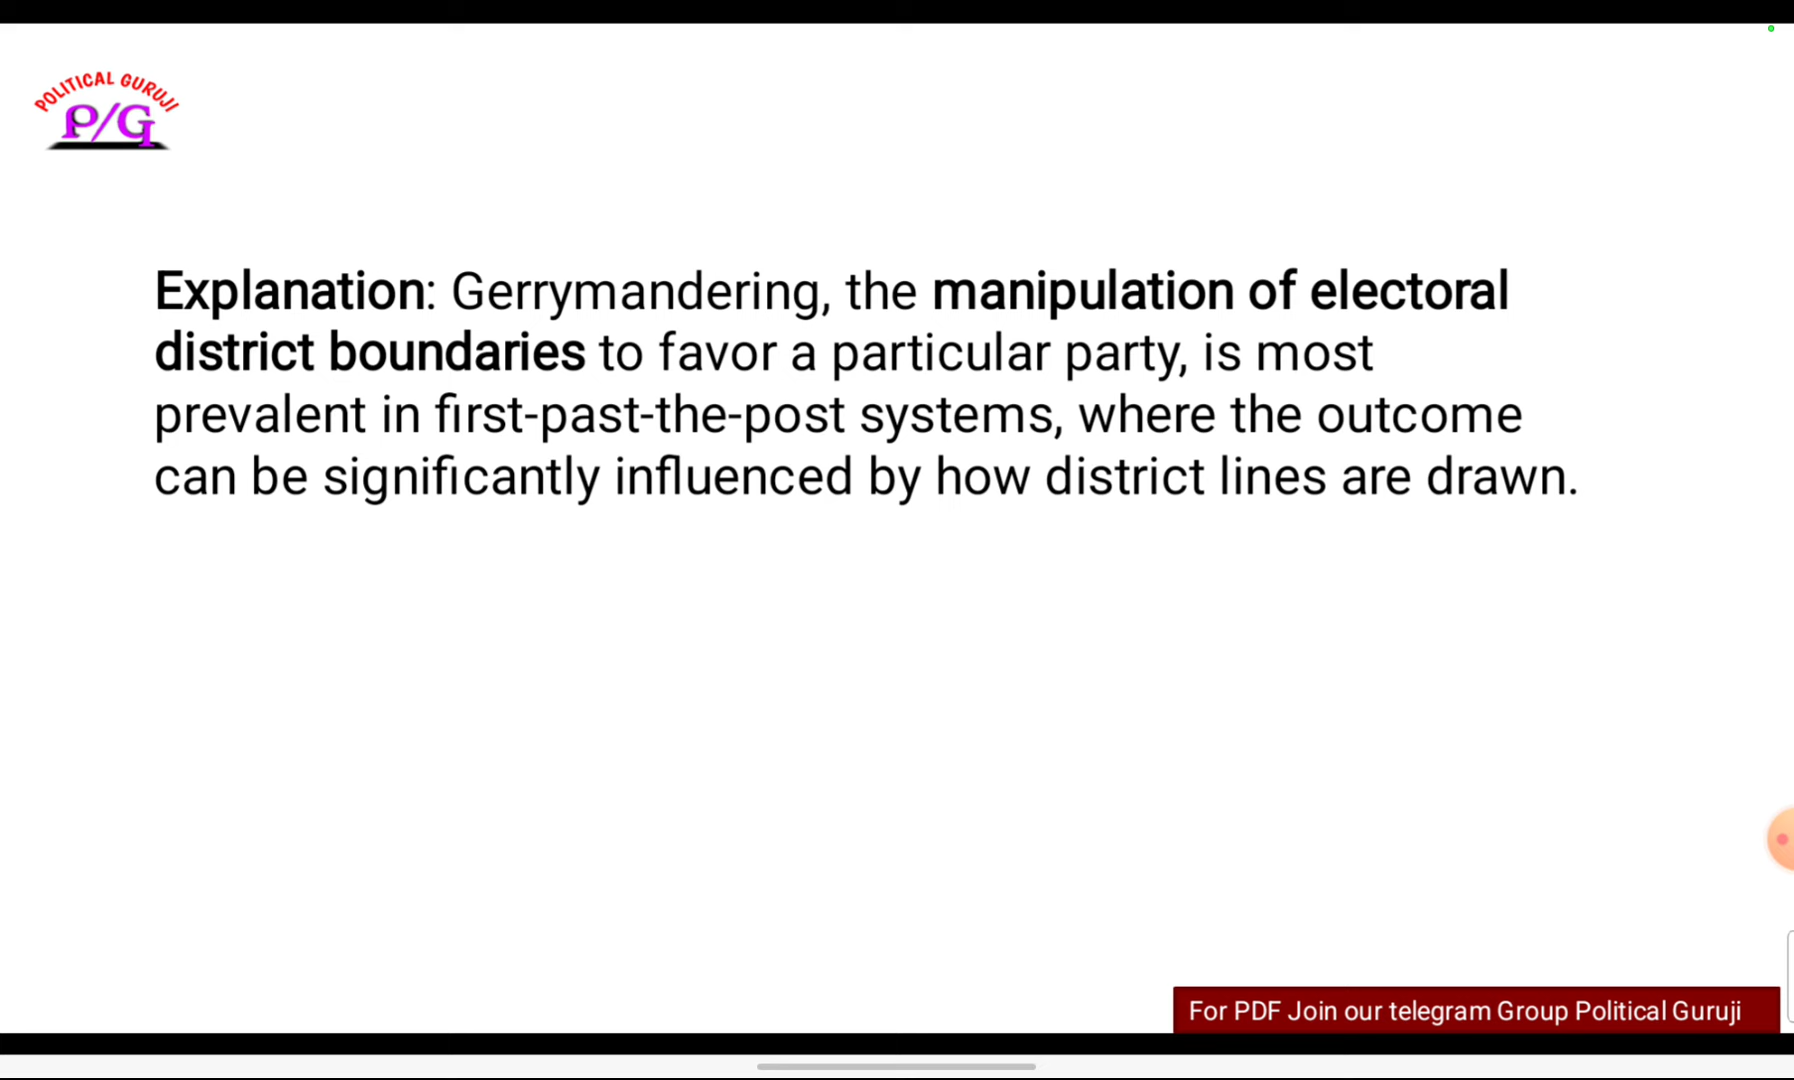 POLITICAL GURUJI
P/G
Explanation: Gerrymandering, the manipulation of electoral
district boundaries to favor a particular party, is most
prevalent in first-past-the-post systems, where the outcome
can be significantly influenced by how district lines are drawn.
For PDF Join our telegram Group Political Guruji